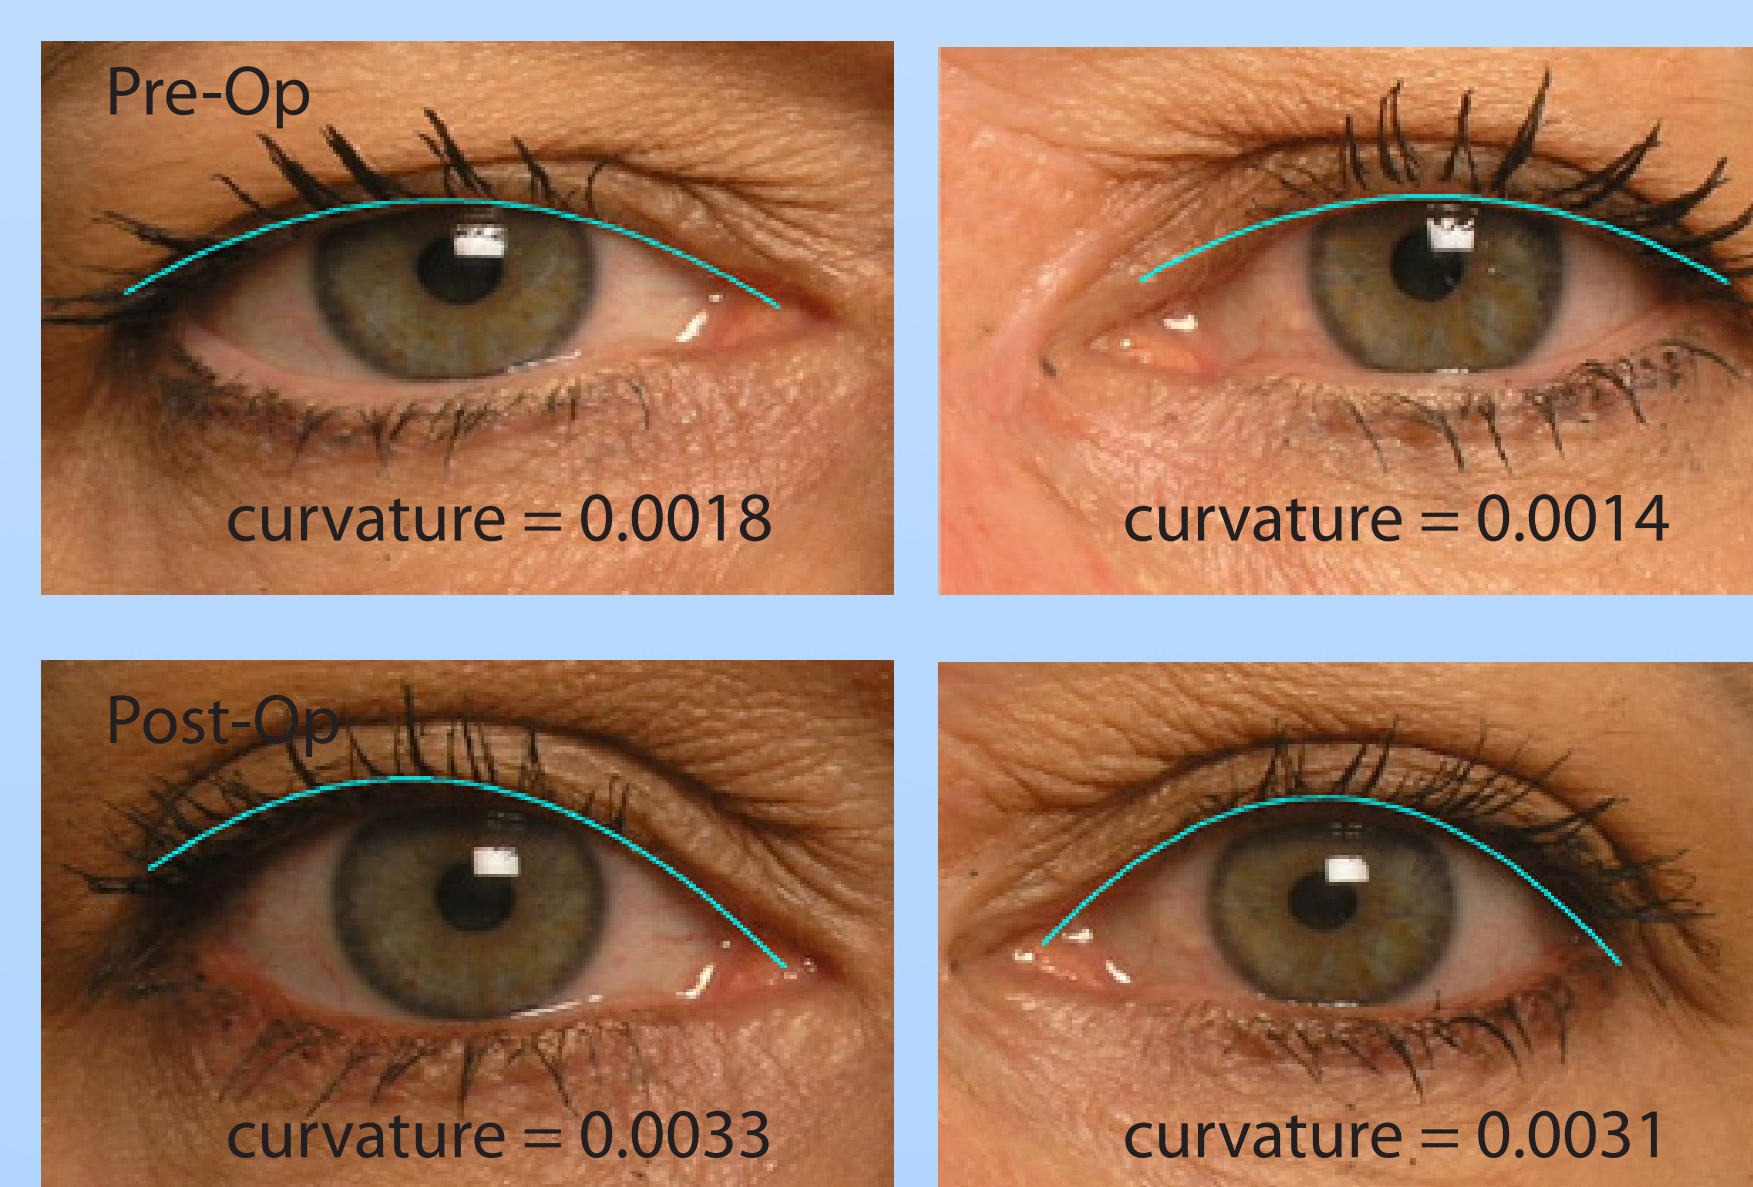 Pre-Op
curvature = 0.0018
curvature = 0.0014
Post-Op
curvature = 0.0033
curvature = 0.0031